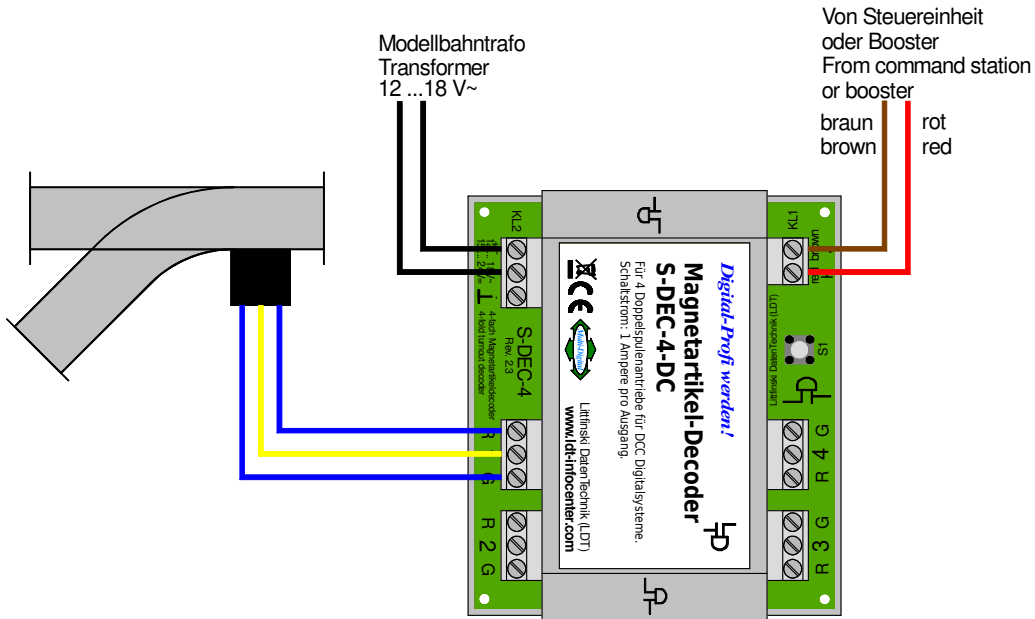 Modellbahntrafo
Transformer
12 ...18 V~
Von Steuereinheit
oder Booster
From command station
or booster
braun
brown
rot
red
KL2
KL1
S1
S-DEC-4
Rev. 2.3
4-fach Magnetartikeldecoder
4-fold turnout decoder
Digital-Profi werden!
Magnetartikel-Decoder
S-DEC-4-DC
Für 4 Doppelspulenantriebe für DCC Digitalsysteme.
Schaltstrom: 1 Ampere pro Ausgang.
CE
Multi-Digital
Littfinski DatenTechnik (LDT)
www.ldt-infocenter.com
Littfinski DatenTechnik (LDT)
brown
R
G
R 2 G
R 4 G
R 3 G